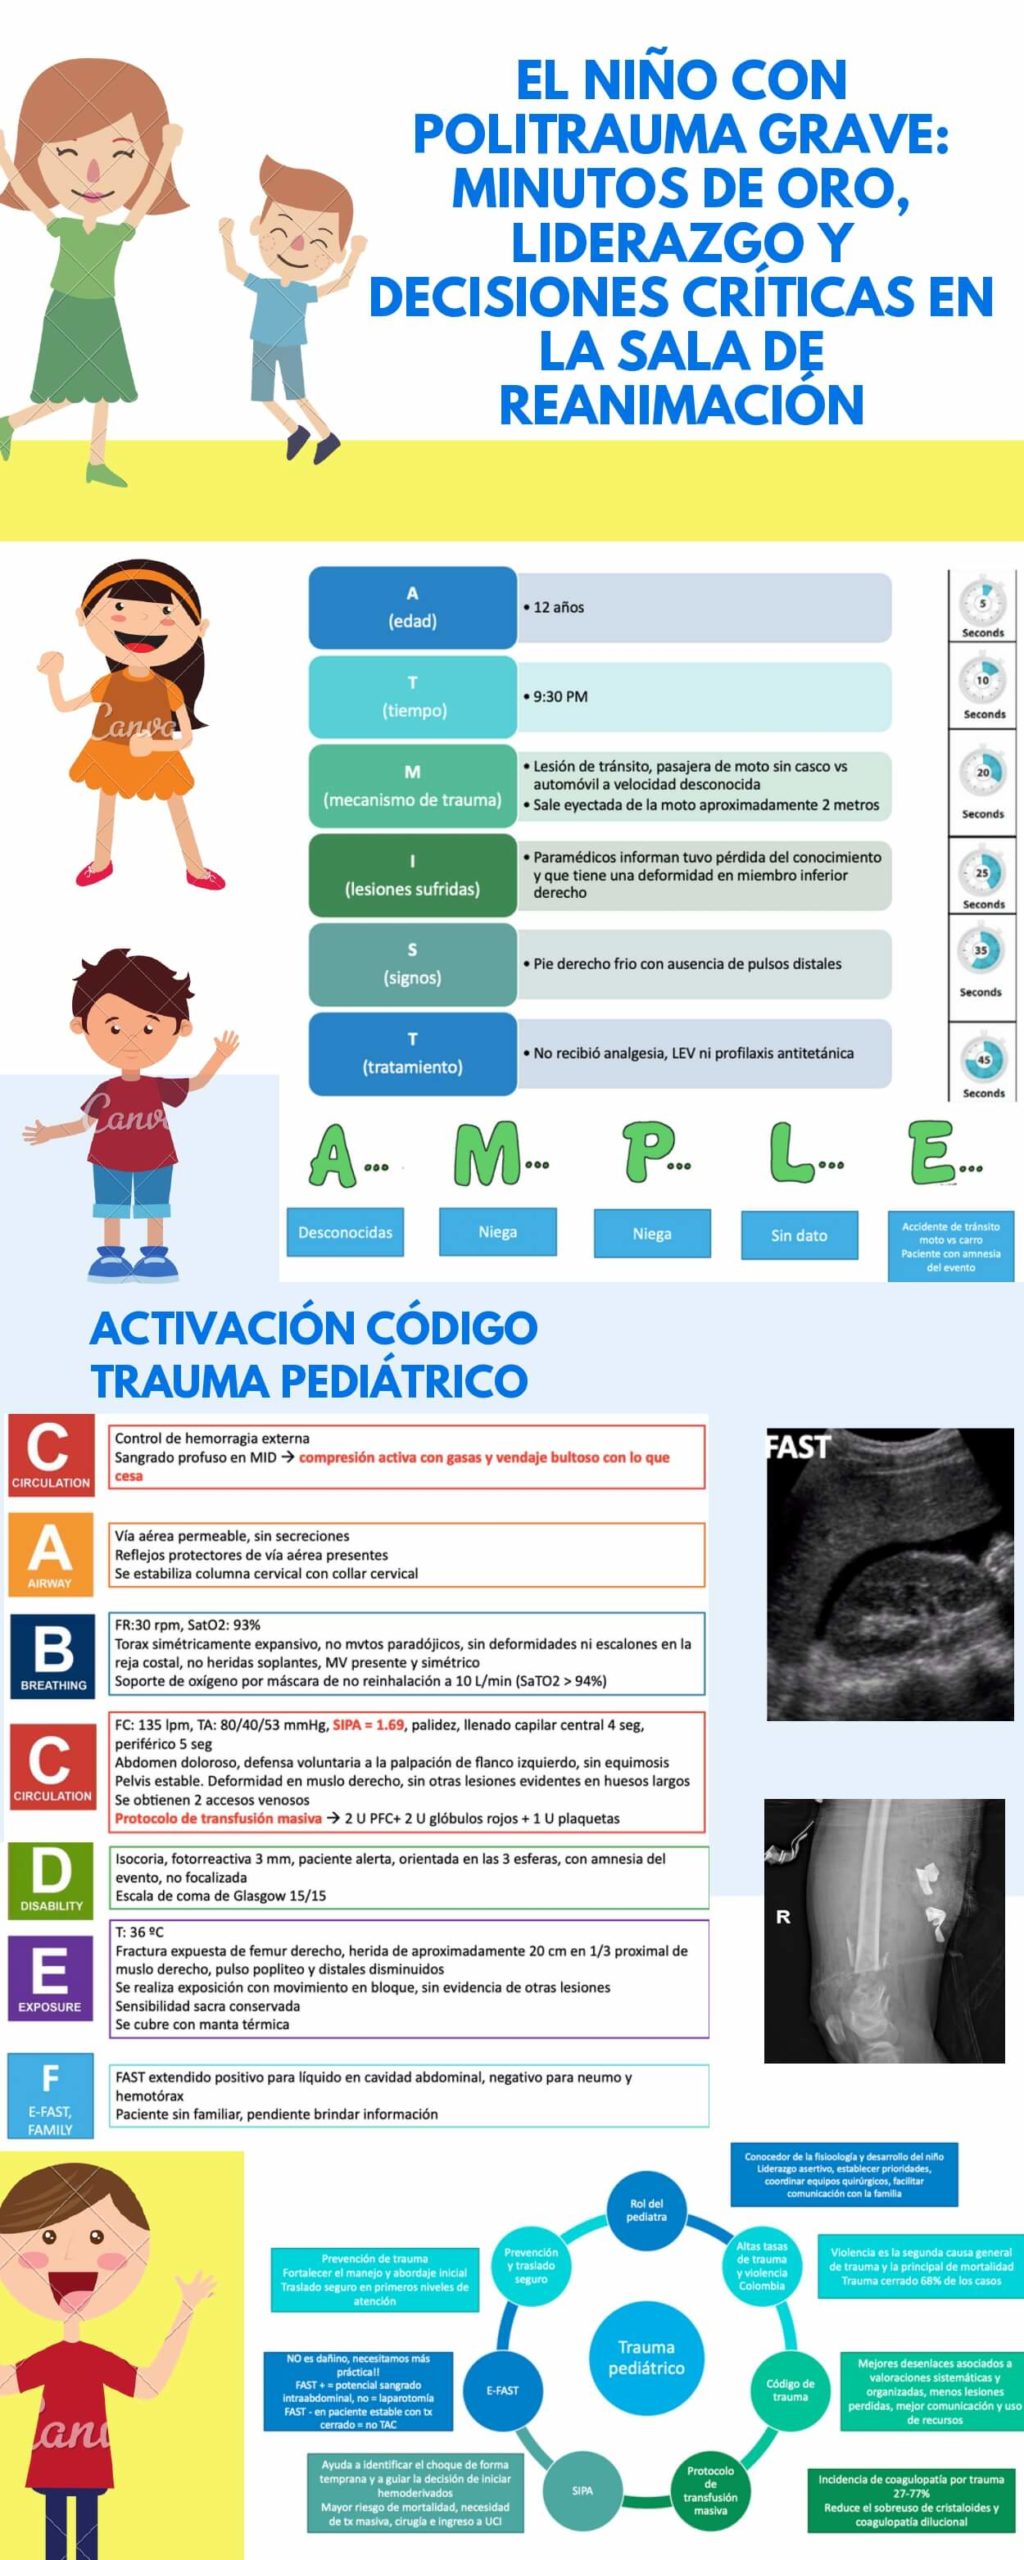 EL NIÑO CON
POLITRAUMA GRAVE:
MINUTOS DE ORO,
LIDERAZGO Y
DECISIONES CRÍTICAS EN
LA SALA DE
REANIMACIÓN
A
(edad)
• 12 años
5
Seconds
T
(tiempo)
• 9:30 PM
10
Seconds
M
(mecanismo de trauma)
• Lesión de tránsito, pasajera de moto sin casco vs
automóvil a velocidad desconocida
• Sale eyectada de la moto aproximadamente 2 metros
20
Seconds
I
(lesiones sufridas)
• Paramédicos informan tuvo pérdida del conocimiento
y que tiene una deformidad en miembro inferior
derecho
25
Seconds
S
(signos)
• Pie derecho frio con ausencia de pulsos distales
35
Seconds
T
(tratamiento)
• No recibió analgesia, LEV ni profilaxis antitetánica
45
Seconds
Canva
Canv
A... M... P... L... E...
Desconocidas
Niega
Niega
Sin dato
Accidente de tránsito
moto vs carro
Paciente con amnesia
del evento
ACTIVACIÓN CÓDIGO
TRAUMA PEDIÁTRICO
C
CIRCULATION
Control de hemorragia externa
Sangrado profuso en MID → compresión activa con gasas y vendaje bultoso con lo que
cesa
FAST
A
AIRWAY
Vía aérea permeable, sin secreciones
Reflejos protectores de vía aérea presentes
Se estabiliza columna cervical con collar cervical
B
BREATHING
FR:30 rpm, SatO2: 93%
Torax simétricamente expansivo, no mvtos paradójicos, sin deformidades ni escalones en la
reja costal, no heridas soplantes, MV presente y simétrico
Soporte de oxígeno por máscara de no reinhalación a 10 L/min (SaTO2 > 94%)
C
CIRCULATION
FC: 135 lpm, TA: 80/40/53 mmHg, SIPA = 1.69, palidez, llenado capilar central 4 seg,
periférico 5 seg
Abdomen doloroso, defensa voluntaria a la palpación de flanco izquierdo, sin equimosis
Pelvis estable. Deformidad en muslo derecho, sin otras lesiones evidentes en huesos largos
Se obtienen 2 accesos venosos
Protocolo de transfusión masiva → 2 U PFC+ 2 U glóbulos rojos + 1 U plaquetas
D
DISABILITY
Isocoria, fotorreactiva 3 mm, paciente alerta, orientada en las 3 esferas, con amnesia del
evento, no focalizada
Escala de coma de Glasgow 15/15
R
E
EXPOSURE
T: 36 ºC
Fractura expuesta de femur derecho, herida de aproximadamente 20 cm en 1/3 proximal de
muslo derecho, pulso popliteo y distales disminuidos
Se realiza exposición con movimiento en bloque, sin evidencia de otras lesiones
Sensibilidad sacra conservada
Se cubre con manta térmica
F
E-FAST,
FAMILY
FAST extendido positivo para líquido en cavidad abdominal, negativo para neumo y
hemotórax
Paciente sin familiar, pendiente brindar información
Trauma
pediátrico
Rol del
pediatra
Conocedor de la fisioología y desarrollo del niño
Liderazgo asertivo, establecer prioridades,
coordinar equipos quirúrgicos, facilitar
comunicación con la familia
Altas tasas
de trauma
y violencia
Colombia
Violencia es la segunda causa general
de trauma y la principal de mortalidad
Trauma cerrado 68% de los casos
Código de
trauma
Mejores desenlaces asociados a
valoraciones sistemáticas y
organizadas, menos lesiones
perdidas, mejor comunicación y uso
de recursos
Protocolo
de
transfusión
masiva
Incidencia de coagulopatía por trauma
27-77%
Reduce el sobreuso de cristaloides y
coagulopatía dilucional
SIPA
Ayuda a identificar el choque de forma
temprana y a guiar la decisión de iniciar
hemoderivados
Mayor riesgo de mortalidad, necesidad
de tx masiva, cirugía e ingreso a UCI
E-FAST
NO es dañino, necesitamos más
práctica!!
FAST + = potencial sangrado
intraabdominal, no = laparotomía
FAST - en paciente estable con tx
cerrado = no TAC
Prevención
y traslado
seguro
Prevención de trauma
Fortalecer el manejo y abordaje inicial
Traslado seguro en primeros niveles de
atención
anv